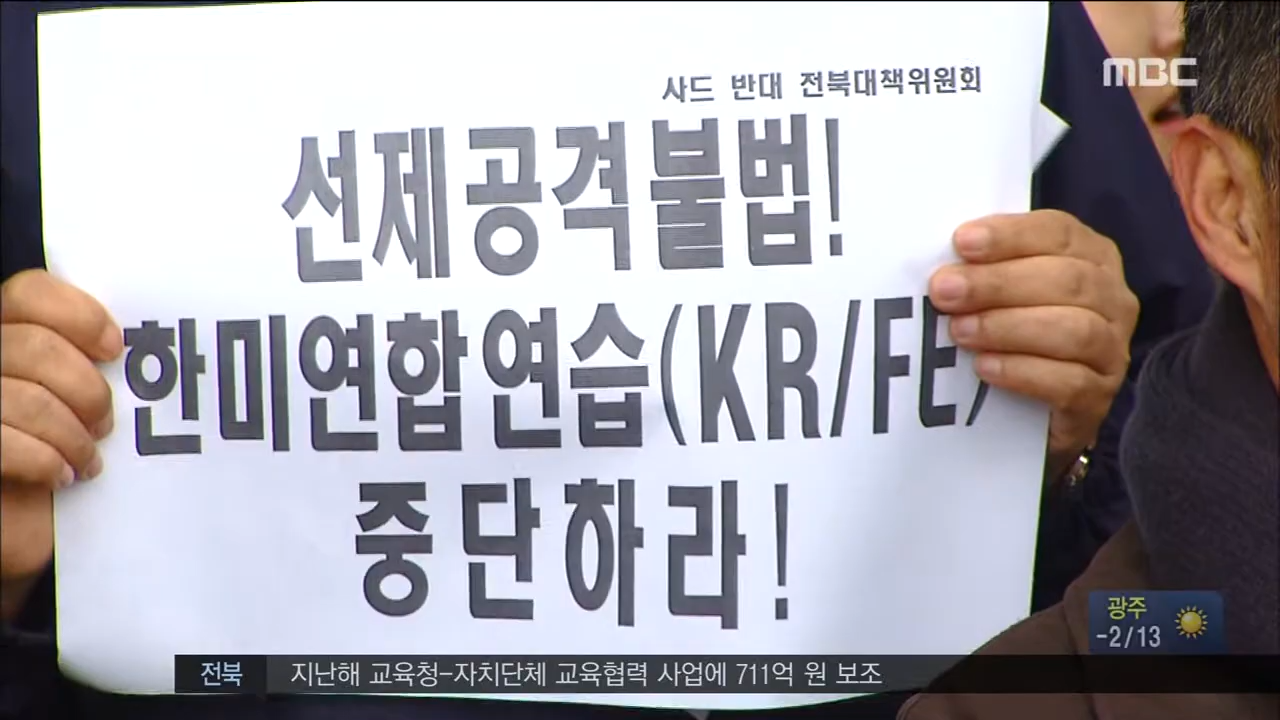 MBC
사드 반대 전북대책위원회
선제공격불법!
한미연합연습(KR/FE)
중단하라!
광주
-2/13
전북 지난해 교육청-자치단체 교육협력 사업에 711억 원 보조